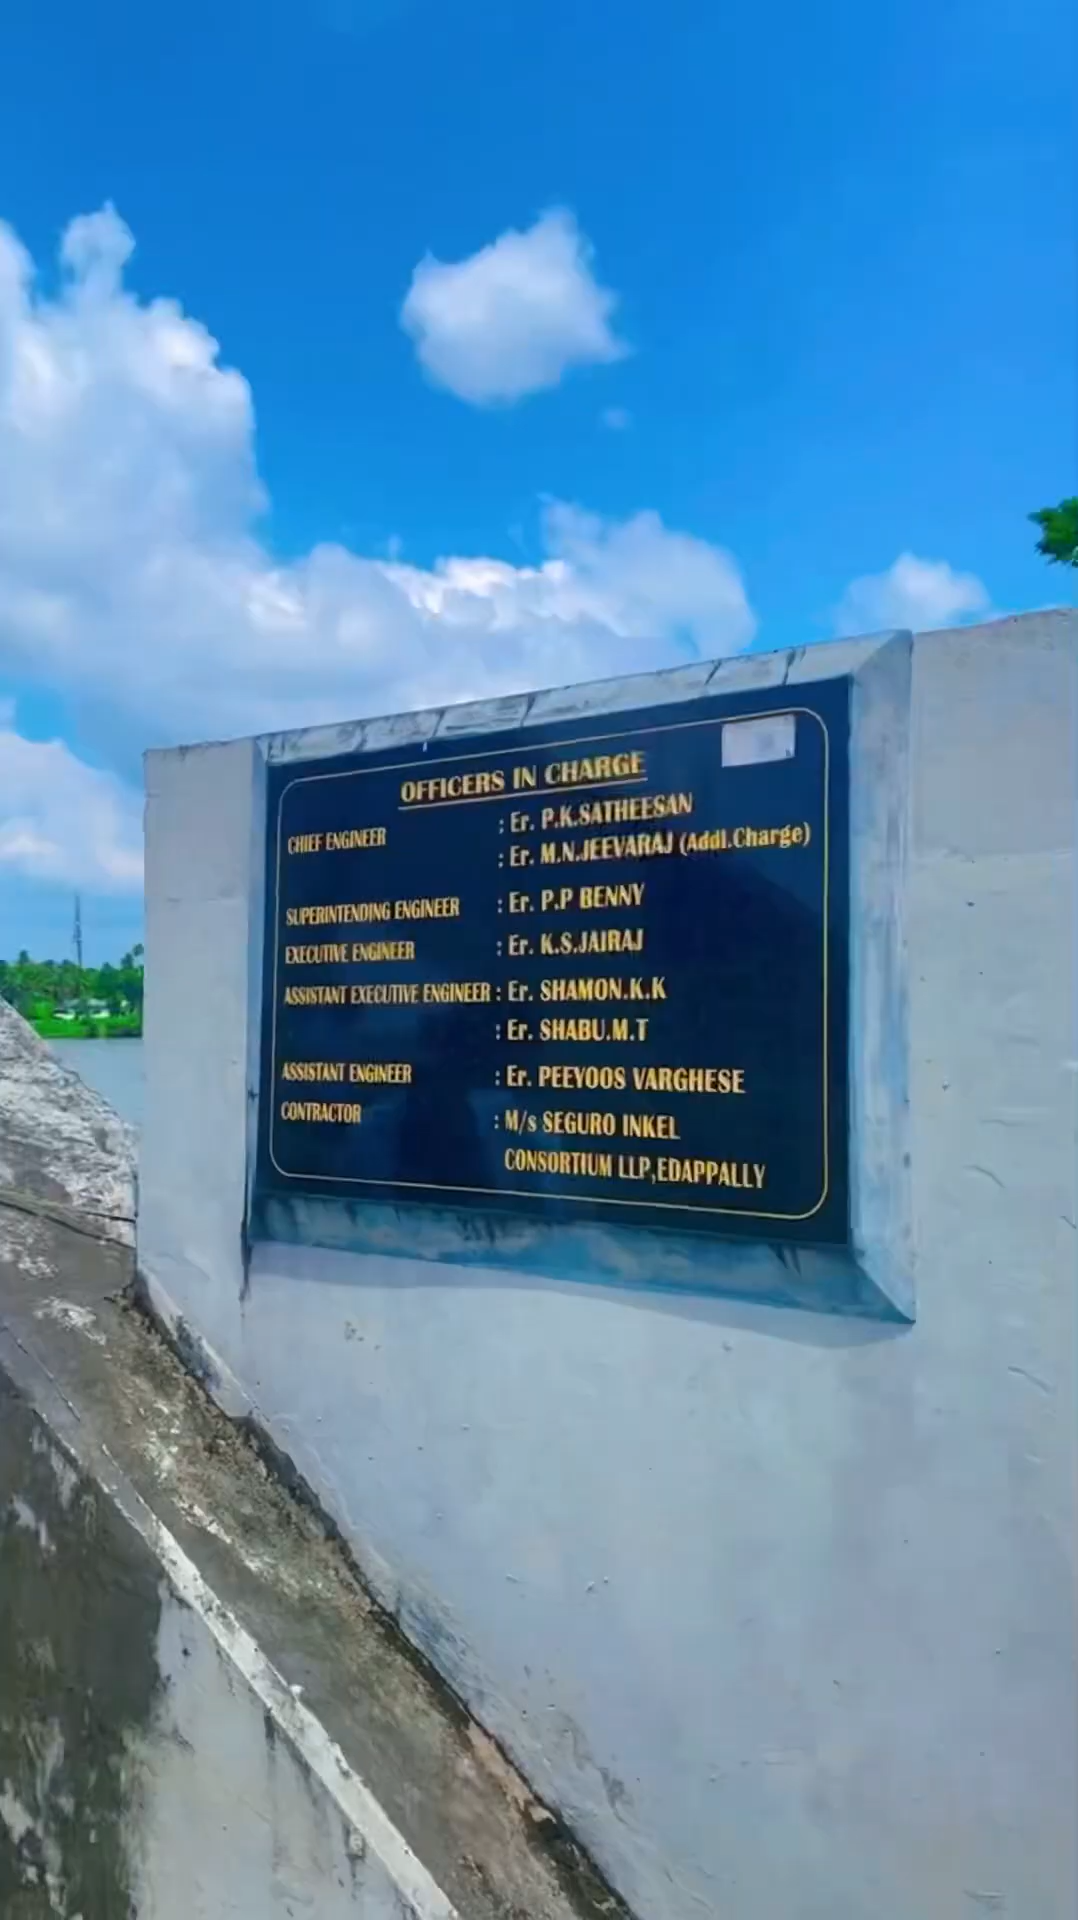 OFFICERS IN CHARGE
CHIEF ENGINEER : Er. P.K.SATHEESAN
: Er. M.N.JEEVARAJ (Addl.Charge)
SUPERINTENDING ENGINEER : Er. P.P BENNY
EXECUTIVE ENGINEER : Er. K.S.JAIRAJ
ASSISTANT EXECUTIVE ENGINEER : Er. SHAMON.K.K
: Er. SHABU.M.T
ASSISTANT ENGINEER : Er. PEEYOOS VARGHESE
CONTRACTOR : M/s SEGURO INKEL
CONSORTIUM LLP,EDAPPALLY